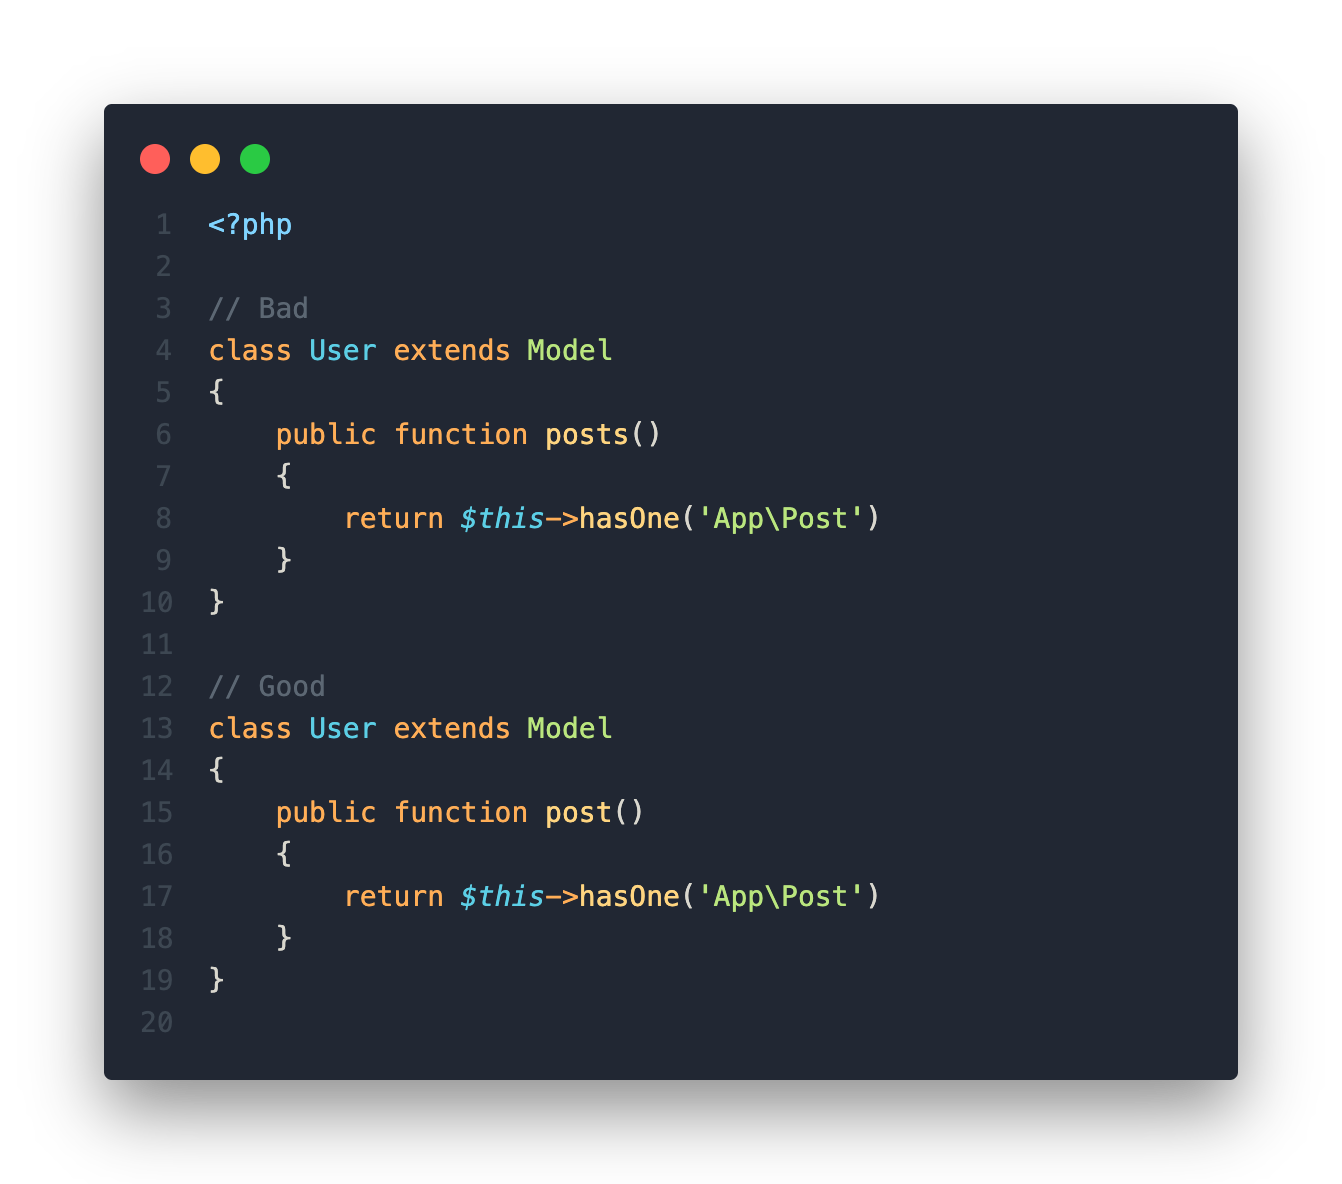 1 <?php
2
3 // Bad
4 class User extends Model
5 {
6     public function posts()
7     {
8         return $this->hasOne('App\Post')
9     }
10 }
11
12 // Good
13 class User extends Model
14 {
15     public function post()
16     {
17         return $this->hasOne('App\Post')
18     }
19 }
20